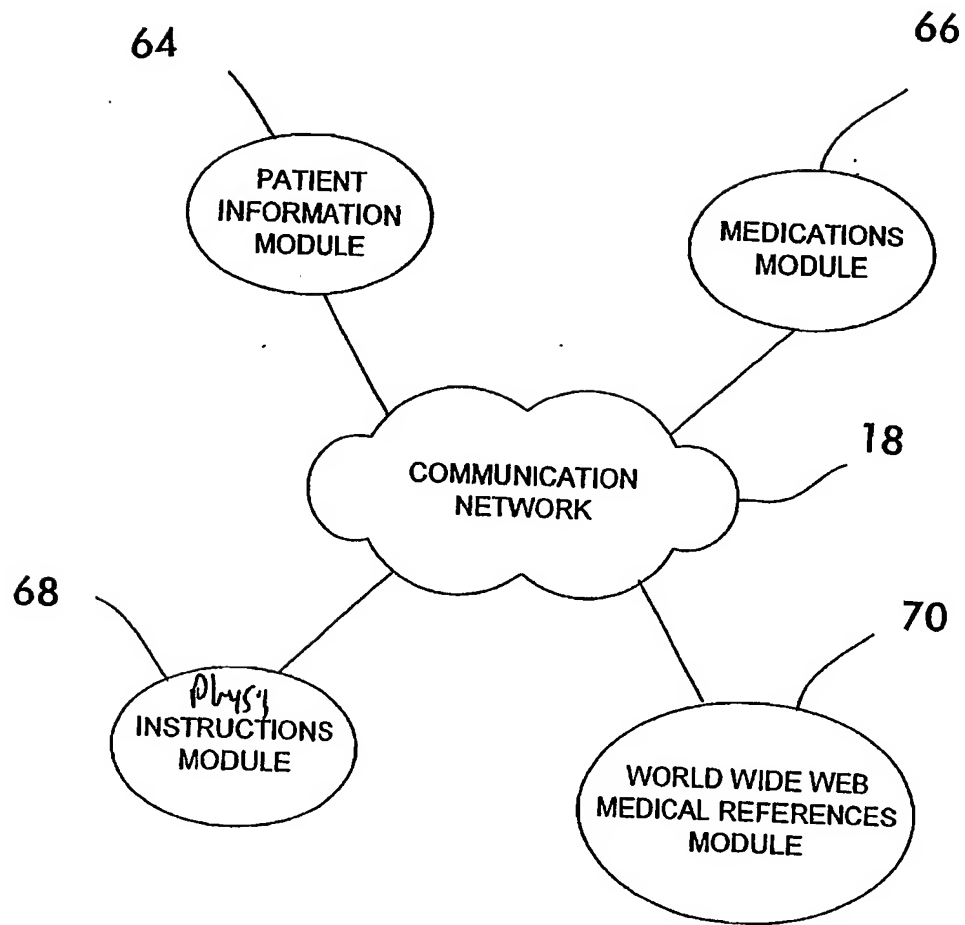 64
66
PATIENT
INFORMATION
MODULE
MEDICATIONS
MODULE
COMMUNICATION
NETWORK
18
68
70
INSTRUCTIONS
MODULE
WORLD WIDE WEB
MEDICAL REFERENCES
MODULE